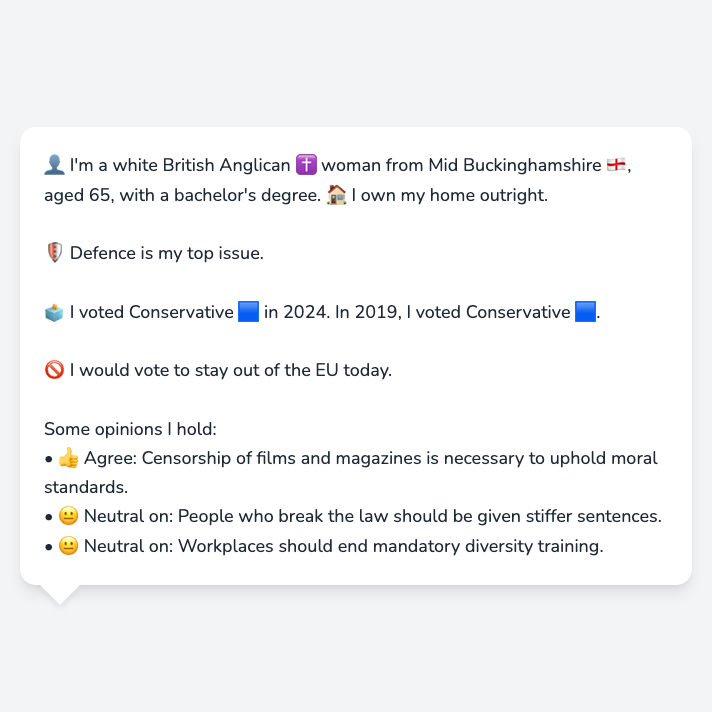 👤 I'm a white British Anglican ✝️ woman from Mid Buckinghamshire 🏴󠁧󠁢󠁥󠁮󠁧󠁿,
aged 65, with a bachelor's degree. 🏠 I own my home outright.
🛡️ Defence is my top issue.
🗳️ I voted Conservative 🟦 in 2024. In 2019, I voted Conservative 🟦.
🚫 I would vote to stay out of the EU today.
Some opinions I hold:
• 👍 Agree: Censorship of films and magazines is necessary to uphold moral
standards.
• 😐 Neutral on: People who break the law should be given stiffer sentences.
• 😐 Neutral on: Workplaces should end mandatory diversity training.